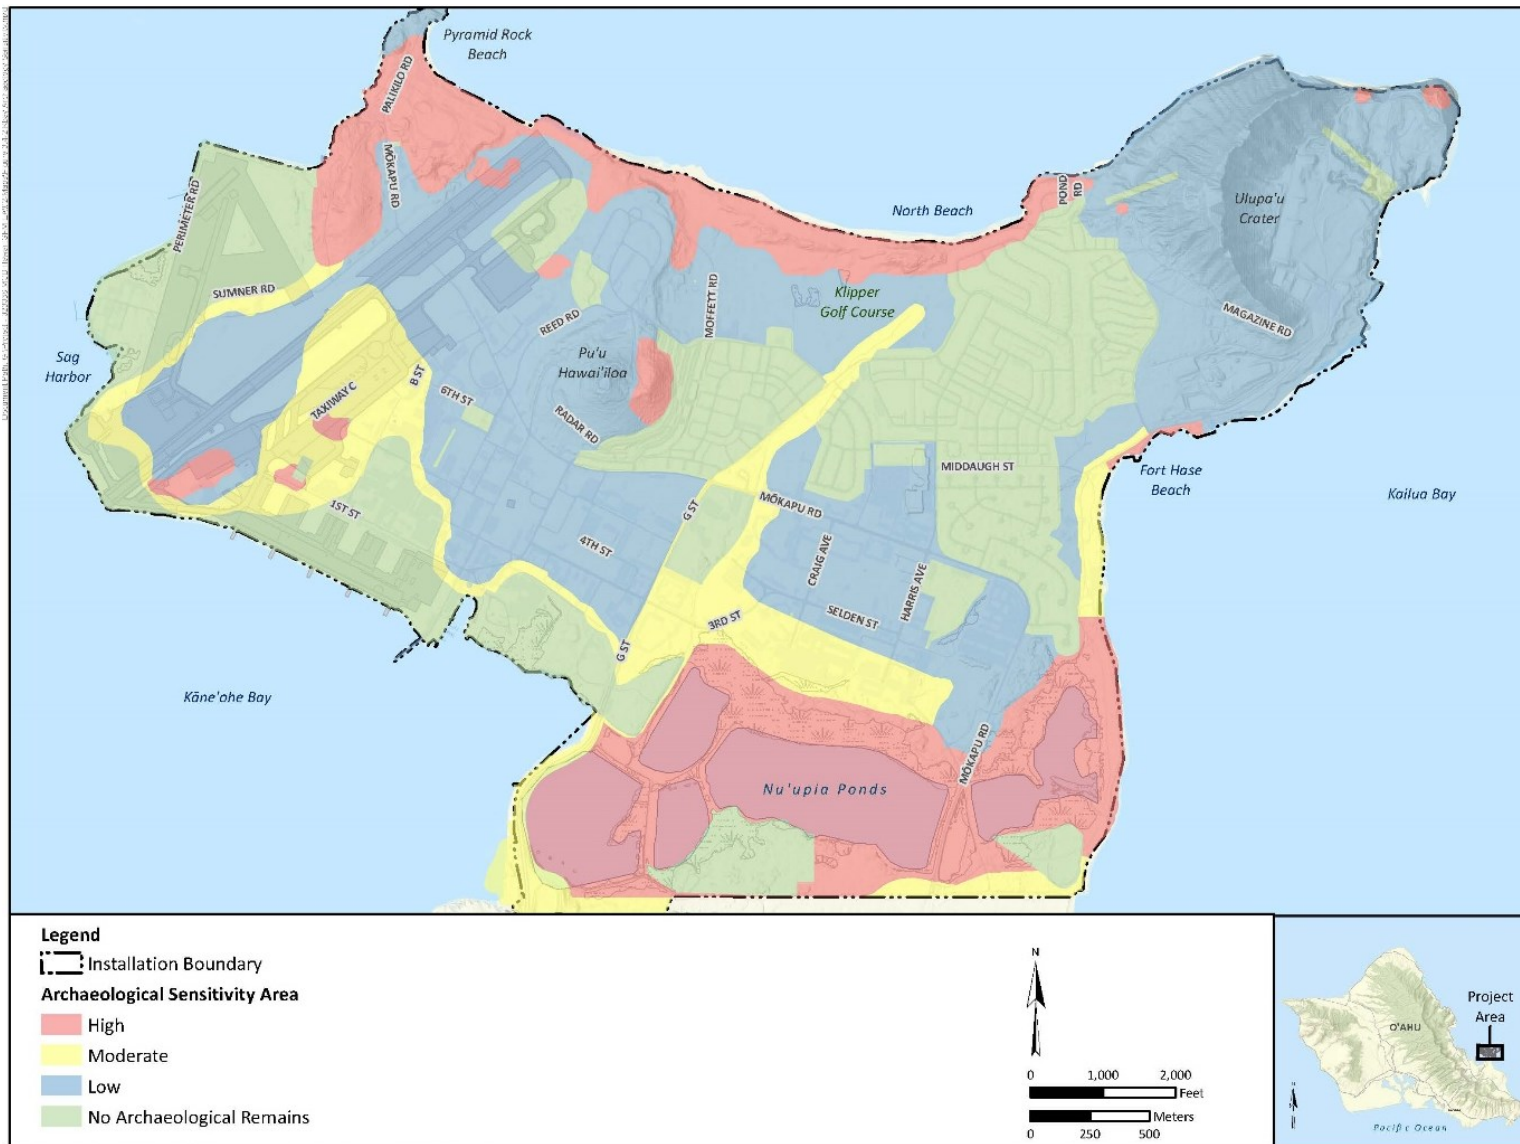 Pyramid Rock
Beach
PALIKILO RD
MŌKAPU RD
PERIMETER RD
SUMNER RD
Sag
Harbor
REED RD
Pu'u
Hawai'iloa
MOFFETT RD
North Beach
Klipper
Golf Course
POND
RD
Ulupa'u
Crater
MAGAZINE RD
B ST
TAXIWAY C
6TH ST
RADAR RD
MIDDAUGH ST
Fort Hase
Beach
Kailua Bay
1ST ST
G ST
MŌKAPU RD
4TH ST
CRAIG AVE
HARRIS AVE
SELDEN ST
3RD ST
G ST
Kāne'ohe Bay
MŌKAPU RD
Nu'upia Ponds
Legend
Installation Boundary
Archaeological Sensitivity Area
High
Moderate
Low
No Archaeological Remains
N
0 1,000 2,000
Feet
Meters
0 250 500
O'AHU
Project
Area
Pacific Ocean